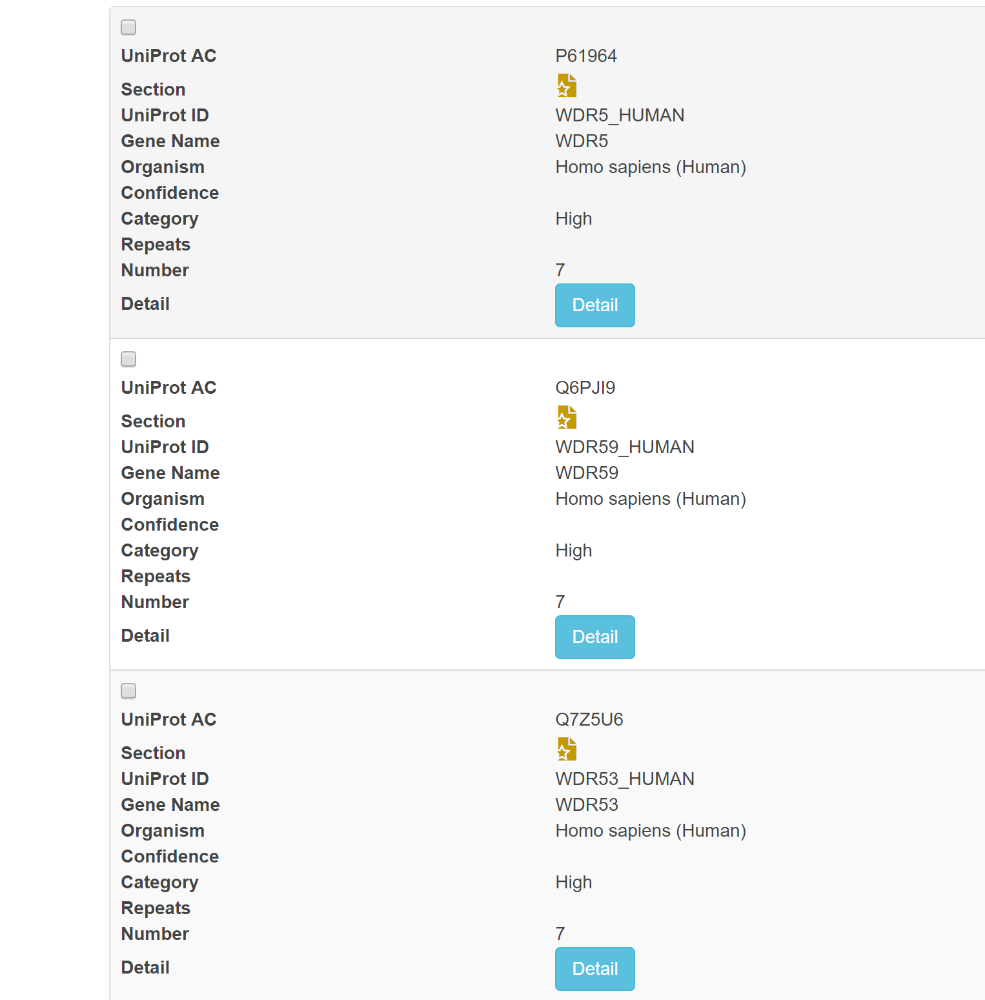 UniProt AC P61964
Section
UniProt ID WDR5_HUMAN
Gene Name WDR5
Organism Homo sapiens (Human)
Confidence
Category High
Repeats
Number 7
Detail Detail
UniProt AC Q6PJI9
Section
UniProt ID WDR59_HUMAN
Gene Name WDR59
Organism Homo sapiens (Human)
Confidence
Category High
Repeats
Number 7
Detail Detail
UniProt AC Q7Z5U6
Section
UniProt ID WDR53_HUMAN
Gene Name WDR53
Organism Homo sapiens (Human)
Confidence
Category High
Repeats
Number 7
Detail Detail